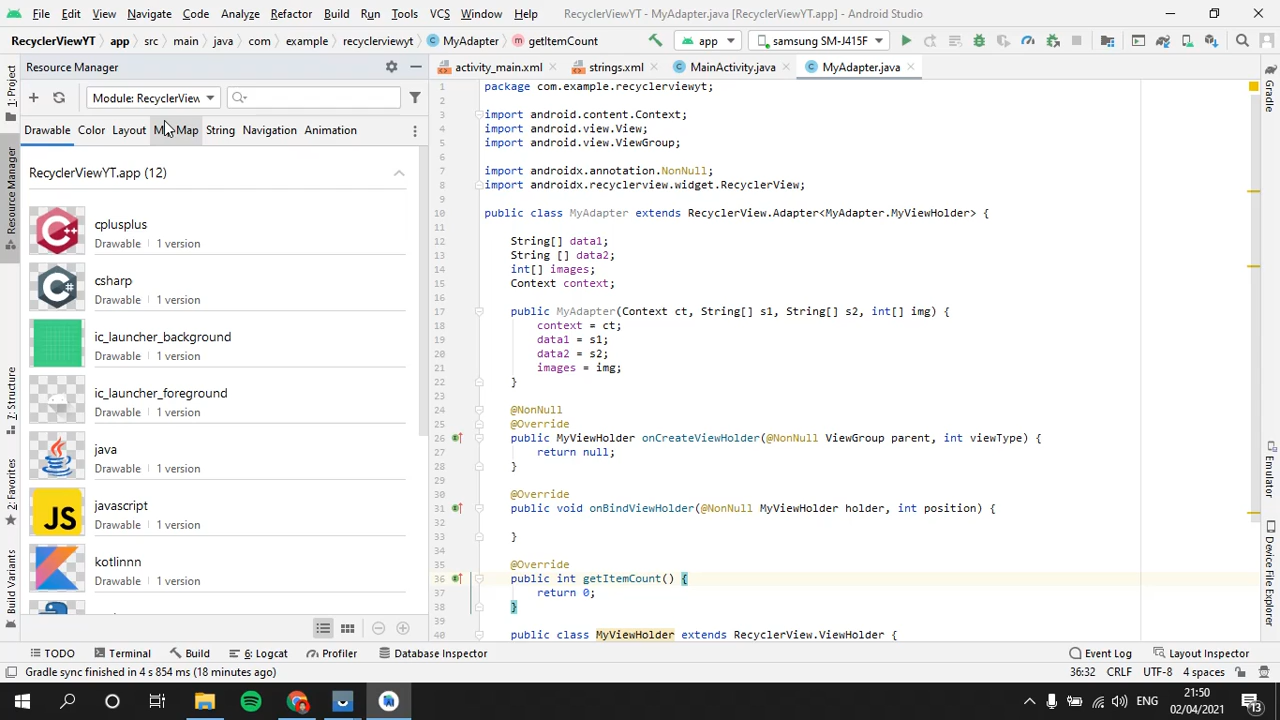 File Edit View Navigate Code Analyze Refactor Build Run Tools VCS Window Help RecyclerViewYT - MyAdapter.java [RecyclerViewYT.app] - Android Studio
RecyclerViewYT app src main java com example recyclerviewyt MyAdapter getItemCount app samsung SM-J415F
Resource Manager
activity_main.xml strings.xml MainActivity.java MyAdapter.java
Module: RecyclerView
Drawable Color Layout Map String Navigation Animation
RecyclerViewYT.app (12)
cplusplus
Drawable 1 version
csharp
Drawable 1 version
ic_launcher_background
Drawable 1 version
ic_launcher_foreground
Drawable 1 version
java
Drawable 1 version
javascript
Drawable 1 version
kotlinnn
Drawable 1 version
1: Project
Resource Manager
7: Structure
2: Favorites
Build Variants
1 package com.example.recyclerviewyt;
2
3 import android.content.Context;
4 import android.view.View;
5 import android.view.ViewGroup;
6
7 import androidx.annotation.NonNull;
8 import androidx.recyclerview.widget.RecyclerView;
9
10 public class MyAdapter extends RecyclerView.Adapter<MyAdapter.MyViewHolder> {
11
12 String[] data1;
13 String [] data2;
14 int[] images;
15 Context context;
16
17 public MyAdapter(Context ct, String[] s1, String[] s2, int[] img) {
18 context = ct;
19 data1 = s1;
20 data2 = s2;
21 images = img;
22 }
23
24 @NonNull
25 @Override
26 public MyViewHolder onCreateViewHolder(@NonNull ViewGroup parent, int viewType) {
27 return null;
28 }
29
30 @Override
31 public void onBindViewHolder(@NonNull MyViewHolder holder, int position) {
32
33 }
34
35 @Override
36 public int getItemCount() {
37 return 0;
38 }
40 public class MyViewHolder extends RecyclerView.ViewHolder {
Gradle
Emulator
Device File Explorer
TODO Terminal Build 6: Logcat Profiler Database Inspector Event Log Layout Inspector
Gradle sync finished in 4 s 854 ms (18 minutes ago) 36:32 CRLF UTF-8 4 spaces
ENG 21:50
02/04/2021 13